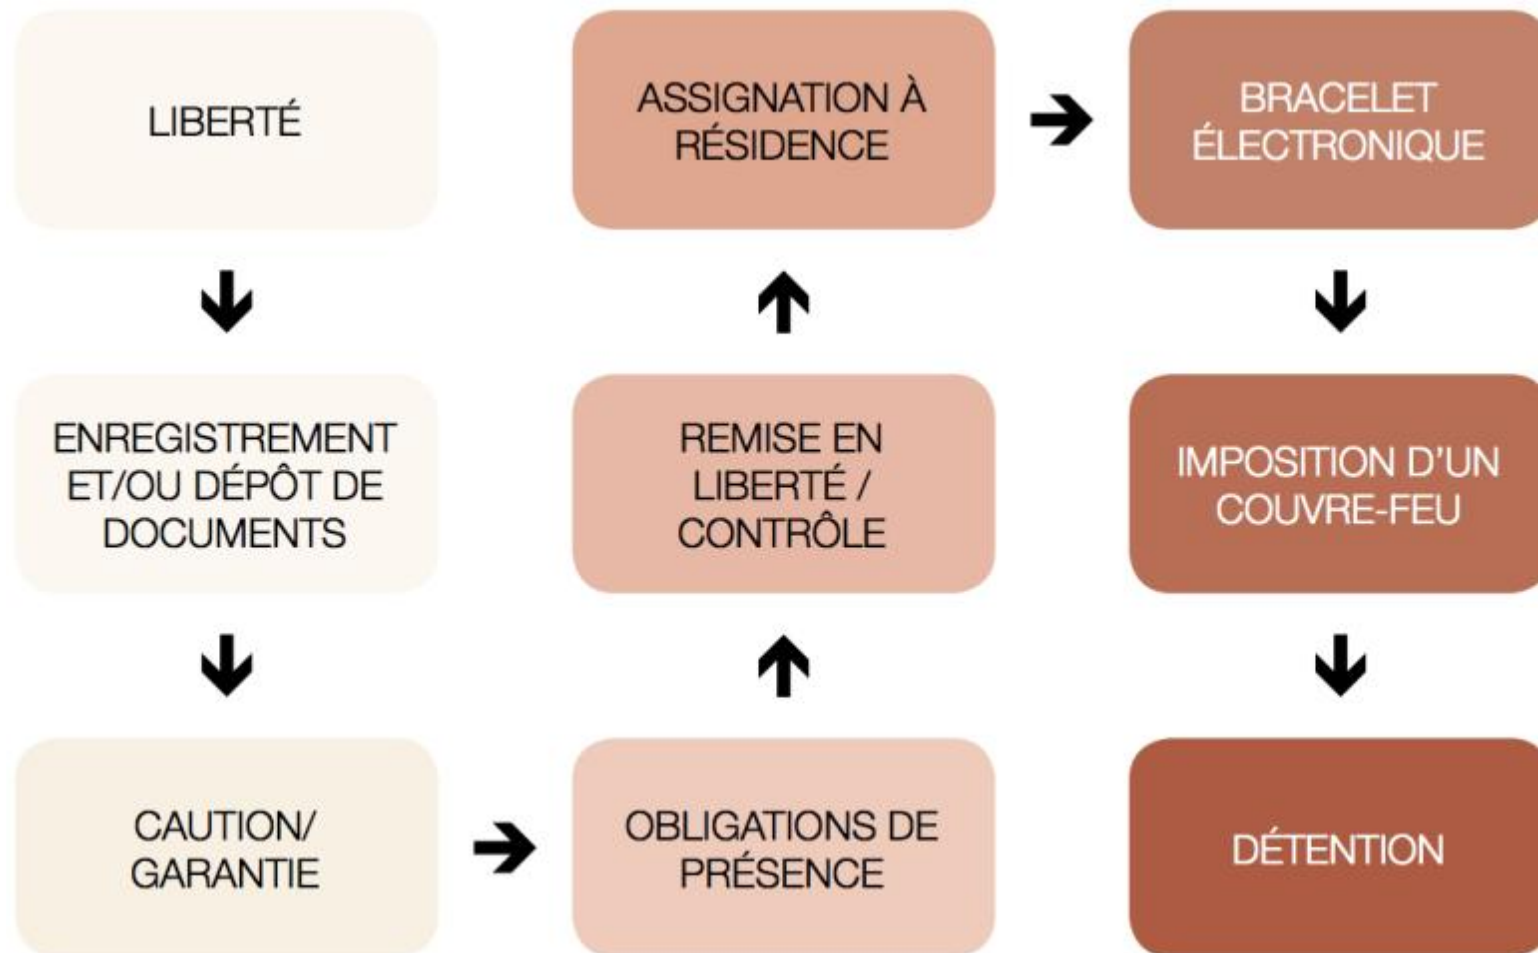 LIBERTÉ
ENREGISTREMENT
ET/OU DÉPÔT DE
DOCUMENTS
CAUTION/
GARANTIE
OBLIGATIONS DE
PRÉSENCE
REMISE EN
LIBERTÉ /
CONTRÔLE
ASSIGNATION À
RÉSIDENCE
BRACELET
ÉLECTRONIQUE
IMPOSITION D’UN
COUVRE-FEU
DÉTENTION